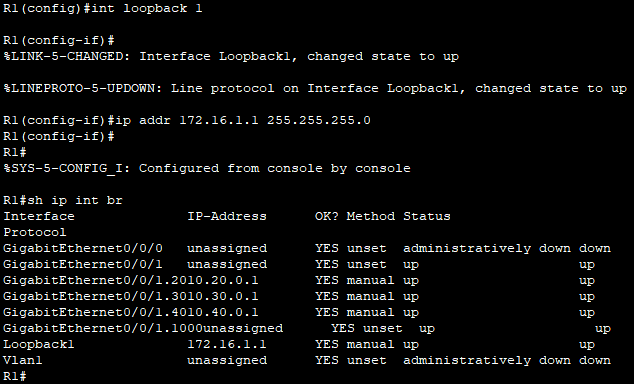 R1(config)#int loopback 1
R1(config-if)#
%LINK-5-CHANGED: Interface Loopback1, changed state to up
%LINEPROTO-5-UPDOWN: Line protocol on Interface Loopback1, changed state to up
R1(config-if)#ip addr 172.16.1.1 255.255.255.0
R1(config-if)#
R1#
%SYS-5-CONFIG_I: Configured from console by console
R1#sh ip int br
Interface IP-Address OK? Method Status
Protocol
GigabitEthernet0/0/0 unassigned YES unset administratively down down
GigabitEthernet0/0/1 unassigned YES unset up up
GigabitEthernet0/0/1.2010.20.0.1 YES manual up up
GigabitEthernet0/0/1.3010.30.0.1 YES manual up up
GigabitEthernet0/0/1.4010.40.0.1 YES manual up up
GigabitEthernet0/0/1.1000unassigned YES unset up up
Loopback1 172.16.1.1 YES manual up up
Vlan1 unassigned YES unset administratively down down
R1#